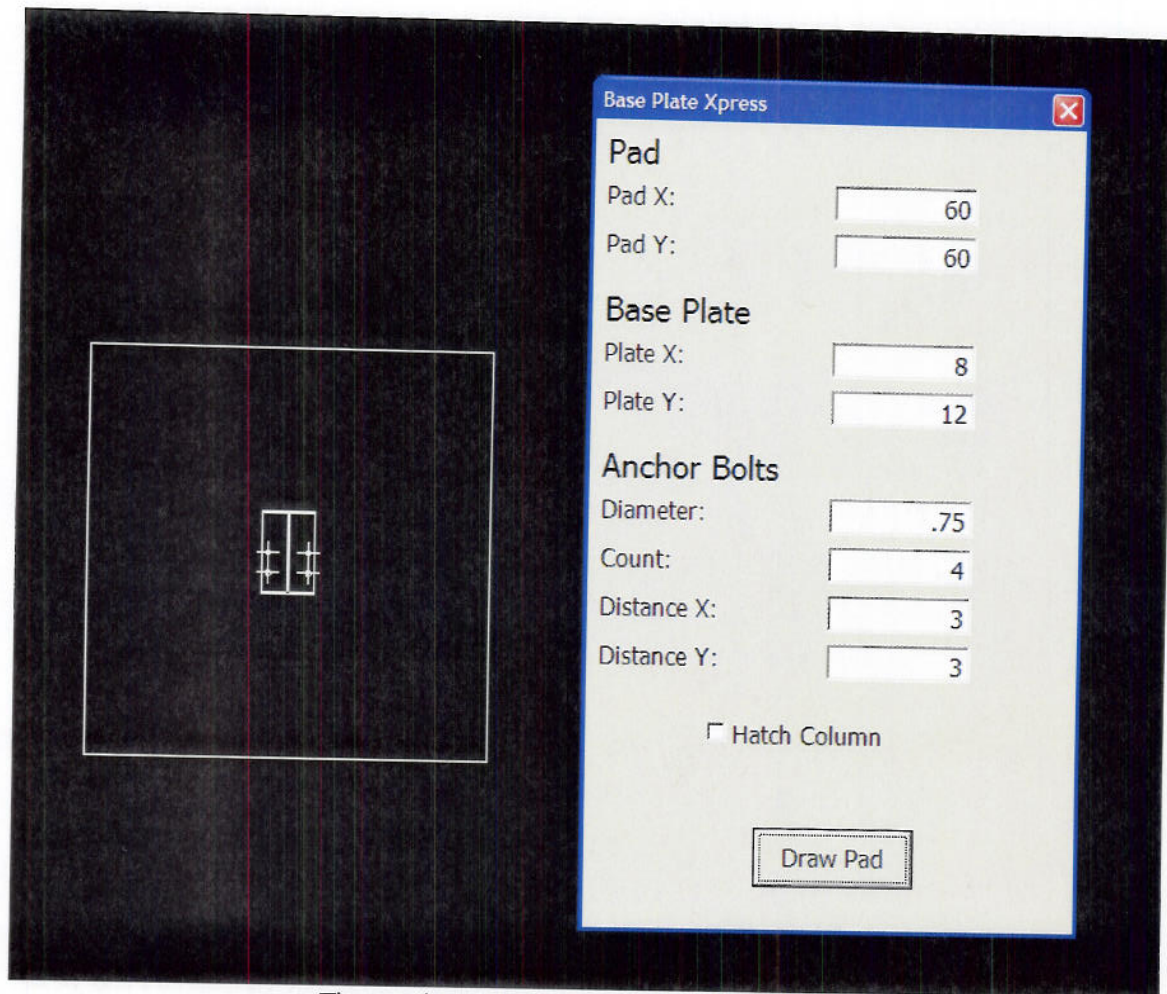 Base Plate Xpress
Pad
Pad X: 60
Pad Y: 60
Base Plate
Plate X: 8
Plate Y: 12
Anchor Bolts
Diameter: .75
Count: 4
Distance X: 3
Distance Y: 3
Hatch Column
Draw Pad